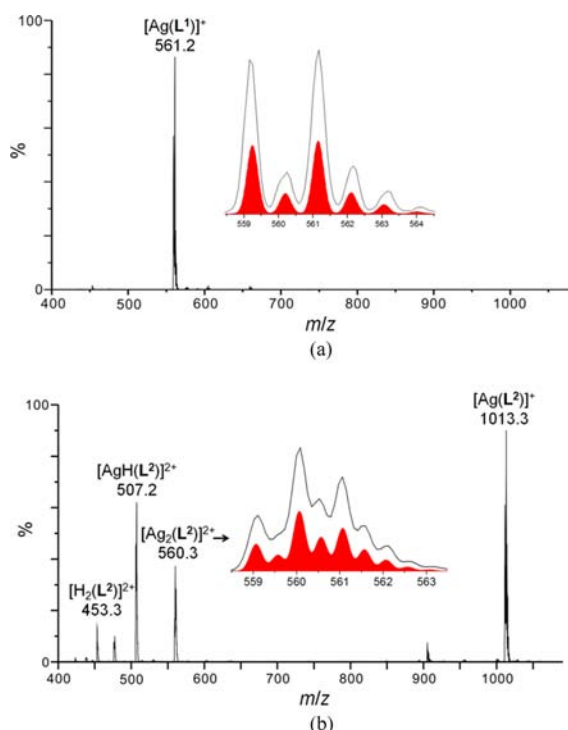 100
[Ag(L¹)]⁺
561.2
%
559 560 561 562 563 564
0
400 500 600 700 800 900 1000
m/z
(a)
100
[Ag(L²)]⁺
1013.3
[AgH(L²)]²⁺
507.2
[Ag₂(L²)]²⁺
560.3
[H₂(L²)]²⁺
453.3
%
559 560 561 562 563
0
400 500 600 700 800 900 1000
m/z
(b)